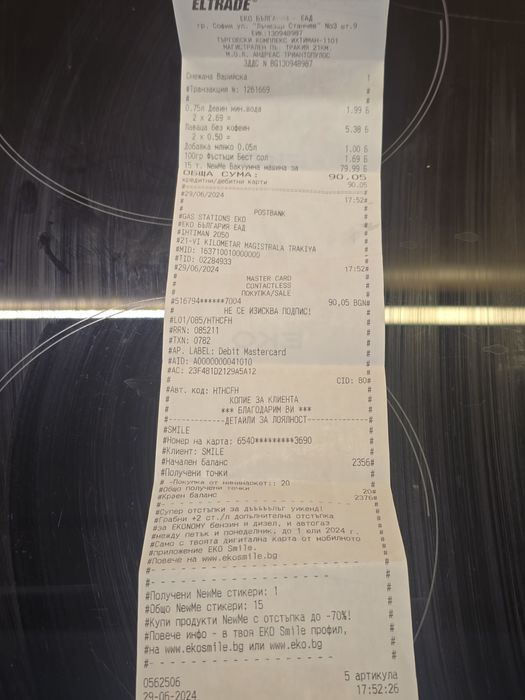 ELTRADE
ЕКО БЪЛГАРИЯ ЕАД
гр. София ул. "Лъчезар Станчев" №3 ет.9
ЕИК:130948987
ТЪРГОВСКИ КОМПЛЕКС ИХТИМАН-1101
МАГИСТРАЛЕН ПЪТ ТРАКИЯ 21КМ.
М.О.Л. АНДРЕАС ТРИАНТОПУЛОС
ЗДДС N BG130948987
Снежана Варийска 1
#Транзакция N: 1261669 #
# #
0.75л Девин мин.вода 1.99 Б
2 x 2.69 =
Лаваца без кофеин 5.38 Б
2 x 0.50 =
Добавка мляко 0.05л 1.00 Б
100гр Фъстъци Бест сол 1.69 Б
15 т. NewMe Вакуумна машина за 79.99 Б
ОБЩА СУМА: 90.05
кредитни/дебитни карти 90.05
#29/06/2024 17:52#
POSTBANK
#GAS STATIONS EKO
#ЕКО БЪЛГАРИЯ ЕАД
#IHTIMAN 2050
#21-VI KILOMETAR MAGISTRALA TRAKIYA
#MID: 163710010000000
#TID: 02284933
#29/06/2024 17:52#
MASTER CARD
CONTACTLESS
ПОКУПКА/SALE
#516794******7004 90,05 BGN#
# НЕ СЕ ИЗИСКВА ПОДПИС! #
#L01/085/HTHCFH #
#RRN: 085211 #
#TXN: 0782 #
#AP. LABEL: Debit Mastercard #
#AID: A0000000041010 #
#AC: 23F481D2129A5A12 #
# CID: 80#
#Авт. код: HTHCFH #
# КОПИЕ ЗА КЛИЕНТА #
# *** БЛАГОДАРИМ ВИ *** #
#------------ДЕТАЙЛИ ЗА ЛОЯЛНОСТ------------#
#SMILE #
#Номер на карта: 6540*********3690 #
#Клиент: SMILE #
#Начален баланс 2356#
#Получени точки #
# -Покупка от минимаркет:: 20 #
#Общо получени точки 20#
#Краен баланс 2376#
#- - - - - - - - - - - - - - - - - #
#Супер отстъпки за дълъълъг уикенд! #
#Грабни +2 ст./л допълнителна отстъпка #
#за EKONOMY бензин и дизел, и автогаз #
#между петък и понеделник, до 1 юли 2024 г. #
#Само с твоята дигитална карта от мобилното #
#приложение EKO Smile. #
#Повече на www.ekosmile.bg #
#- - - - - - - - - - - - - - - - - #
#- - - - - - - - - - - - - - - - - #
#Получени NewMe стикери: 1 #
#Общо NewMe стикери: 15 #
#Купи продукти NewMe с отстъпка до -70%! #
#Повече инфо - в твоя EKO Smile профил, #
#на www.ekosmile.bg или www.eko.bg #
#- - - - - - - - - - - - - - - - - #
0562506 5 артикула
29-06-2024 17:52:26